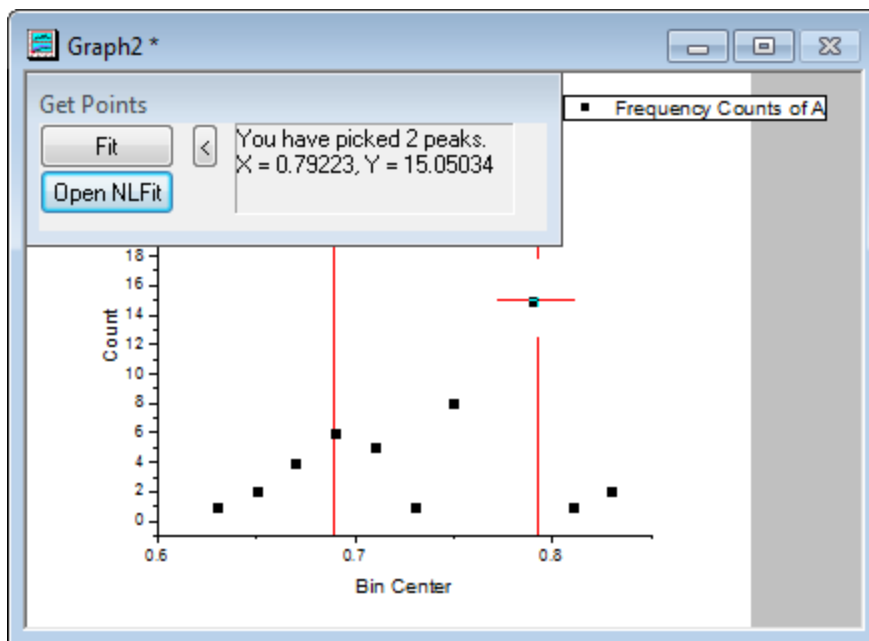 Graph2 *
Get Points
Fit
<
You have picked 2 peaks.
X = 0.79223, Y = 15.05034
Open NLFit
Frequency Counts of A
18
16
14
12
10
8
6
4
2
0
Count
0.6 0.7 0.8
Bin Center